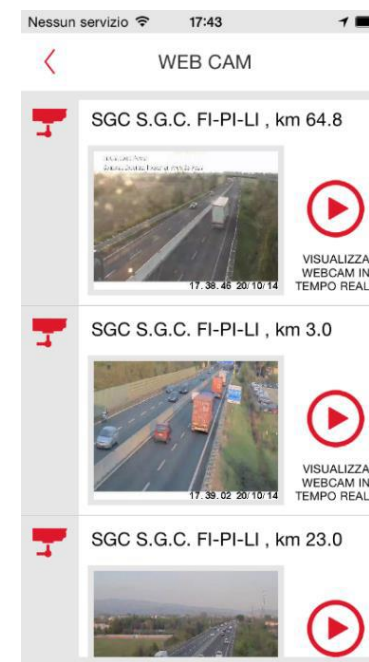 Nessun servizio 17:43
WEB CAM
SGC S.G.C. FI-PI-LI , km 64.8
17.38.46 20/10/14
VISUALIZZA
WEBCAM IN
TEMPO REAL
SGC S.G.C. FI-PI-LI , km 3.0
17.39.02 20/10/14
VISUALIZZA
WEBCAM IN
TEMPO REAL
SGC S.G.C. FI-PI-LI , km 23.0